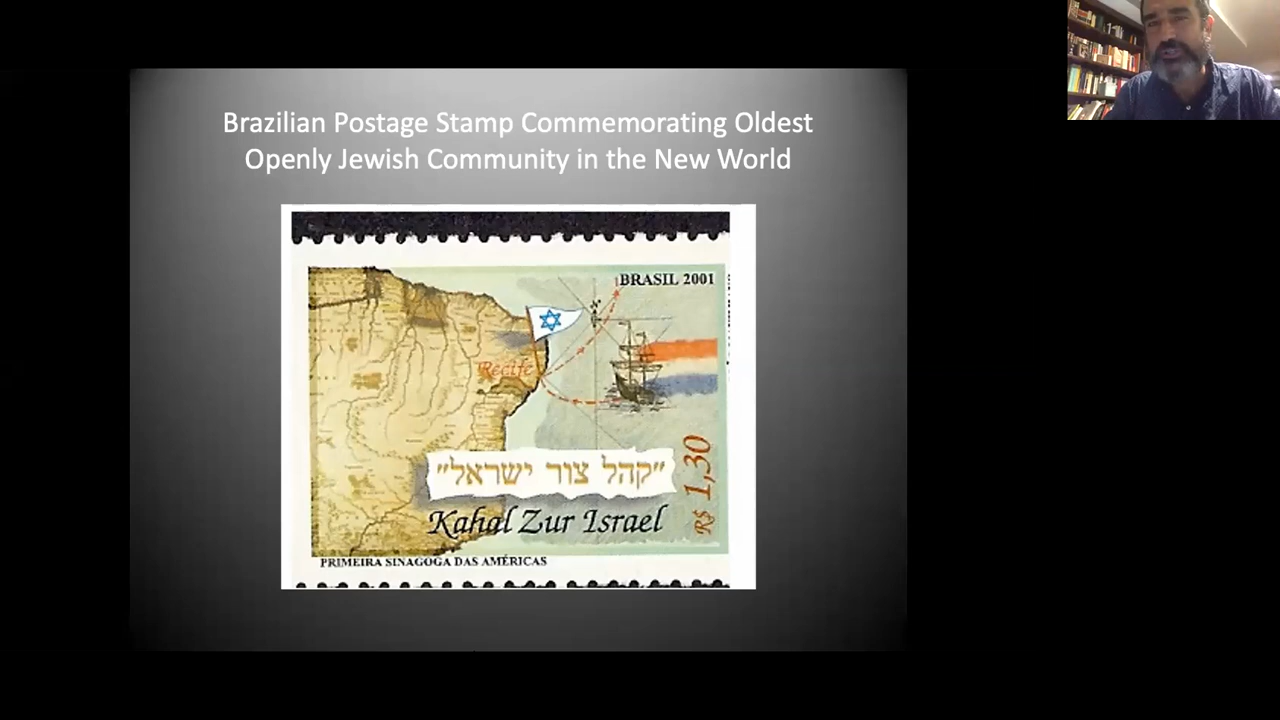 Brazilian Postage Stamp Commemorating Oldest
Openly Jewish Community in the New World
BRASIL 2001
Recife
"קהל צור ישראל"
Kahal Zur Israel
R$ 1,30
PRIMEIRA SINAGOGA DAS AMÉRICAS